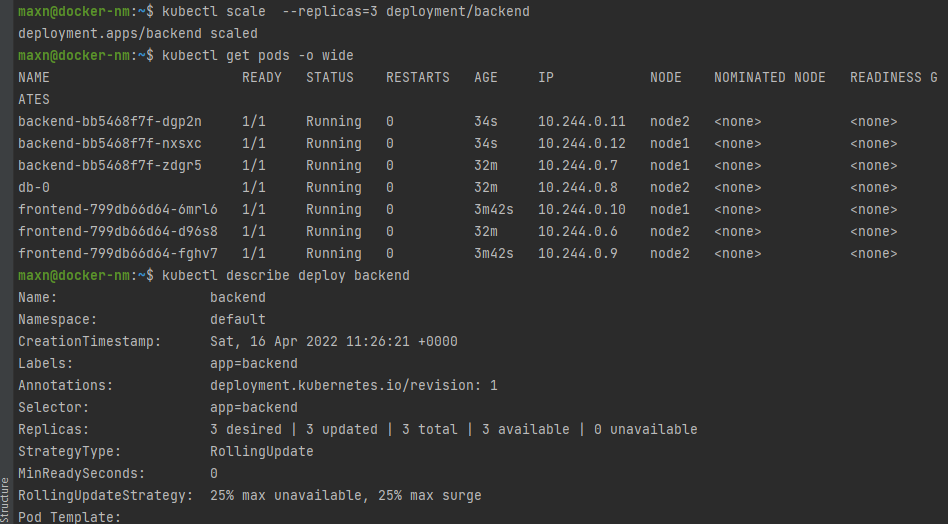 maxn@docker-nm:~$ kubectl scale  --replicas=3 deployment/backend
deployment.apps/backend scaled
maxn@docker-nm:~$ kubectl get pods -o wide
NAME                        READY   STATUS    RESTARTS   AGE     IP            NODE    NOMINATED NODE   READINESS G
ATES
backend-bb5468f7f-dgp2n     1/1     Running   0          34s     10.244.0.11   node2   <none>           <none>
backend-bb5468f7f-nxsxc     1/1     Running   0          34s     10.244.0.12   node1   <none>           <none>
backend-bb5468f7f-zdgr5     1/1     Running   0          32m     10.244.0.7    node1   <none>           <none>
db-0                        1/1     Running   0          32m     10.244.0.8    node2   <none>           <none>
frontend-799db66d64-6mrl6   1/1     Running   0          3m42s   10.244.0.10   node1   <none>           <none>
frontend-799db66d64-d96s8   1/1     Running   0          32m     10.244.0.6    node2   <none>           <none>
frontend-799db66d64-fghv7   1/1     Running   0          3m42s   10.244.0.9    node2   <none>           <none>
maxn@docker-nm:~$ kubectl describe deploy backend
Name:                   backend
Namespace:              default
CreationTimestamp:      Sat, 16 Apr 2022 11:26:21 +0000
Labels:                 app=backend
Annotations:            deployment.kubernetes.io/revision: 1
Selector:               app=backend
Replicas:               3 desired | 3 updated | 3 total | 3 available | 0 unavailable
StrategyType:           RollingUpdate
MinReadySeconds:        0
RollingUpdateStrategy:  25% max unavailable, 25% max surge
Pod Template:
Structure